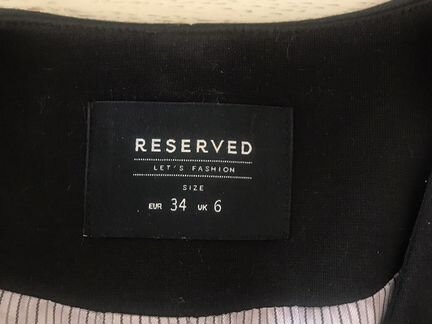 RESERVED
LET'S FASHION
SIZE
EUR 34 UK 6